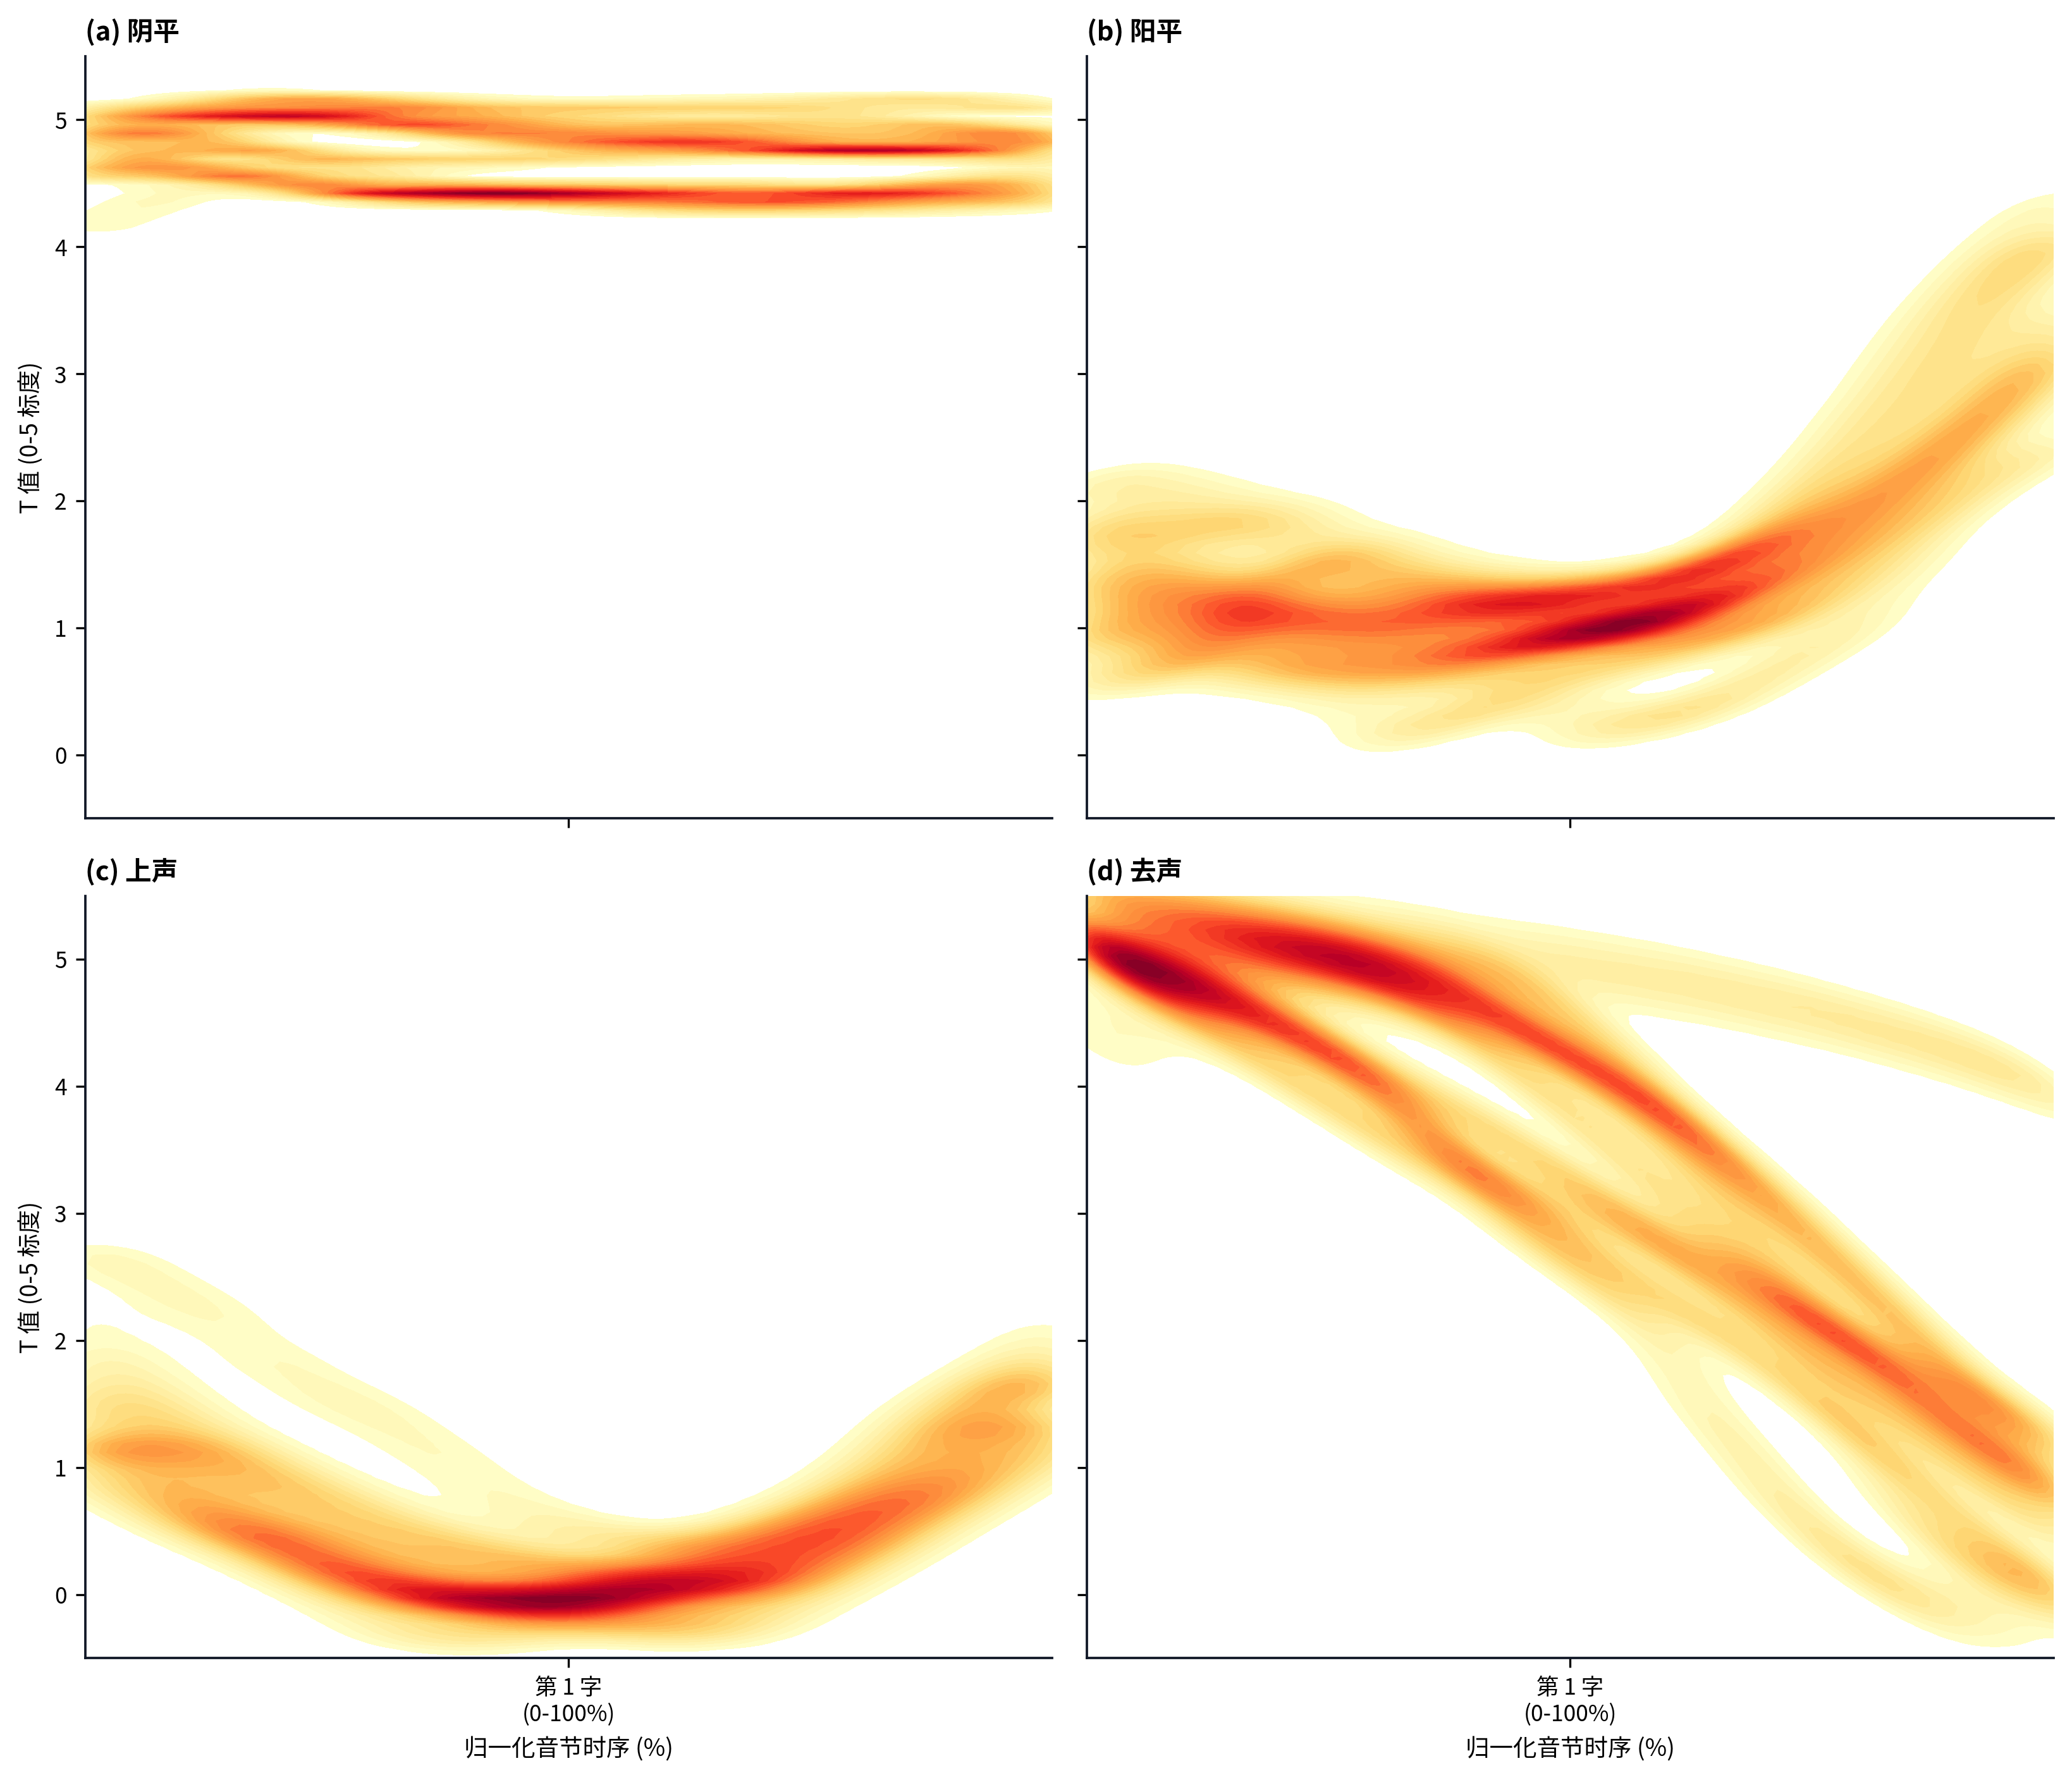 (a) 阴平
(b) 阳平
5
4
3
2
1
0
T 值 (0-5 标度)
(c) 上声
(d) 去声
5
4
3
2
1
0
T 值 (0-5 标度)
第 1 字
(0-100%)
归一化音节时序 (%)
第 1 字
(0-100%)
归一化音节时序 (%)